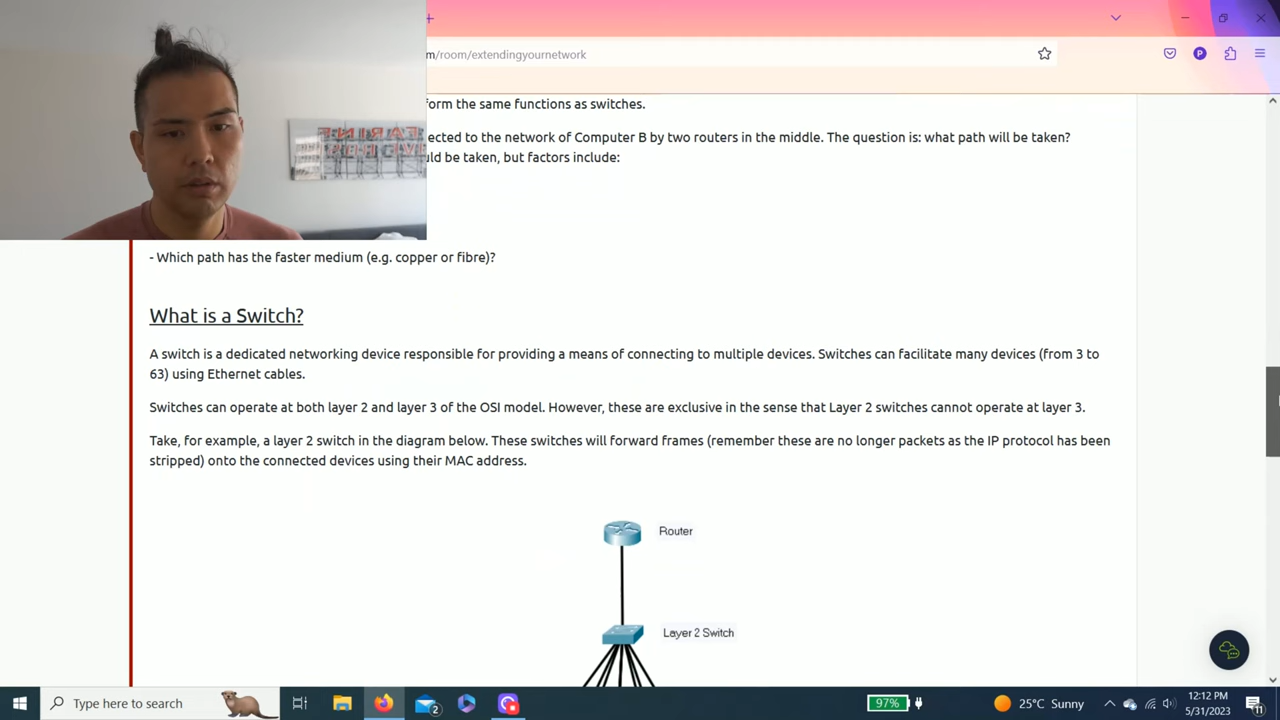 m/room/extendingyournetwork
form the same functions as switches.
ected to the network of Computer B by two routers in the middle. The question is: what path will be taken?
uld be taken, but factors include:
- Which path has the faster medium (e.g. copper or fibre)?
What is a Switch?
A switch is a dedicated networking device responsible for providing a means of connecting to multiple devices. Switches can facilitate many devices (from 3 to
63) using Ethernet cables.
Switches can operate at both layer 2 and layer 3 of the OSI model. However, these are exclusive in the sense that Layer 2 switches cannot operate at layer 3.
Take, for example, a layer 2 switch in the diagram below. These switches will forward frames (remember these are no longer packets as the IP protocol has been
stripped) onto the connected devices using their MAC address.
Router
Layer 2 Switch
Type here to search
2
97%
25°C Sunny
12:12 PM
5/31/2023
11